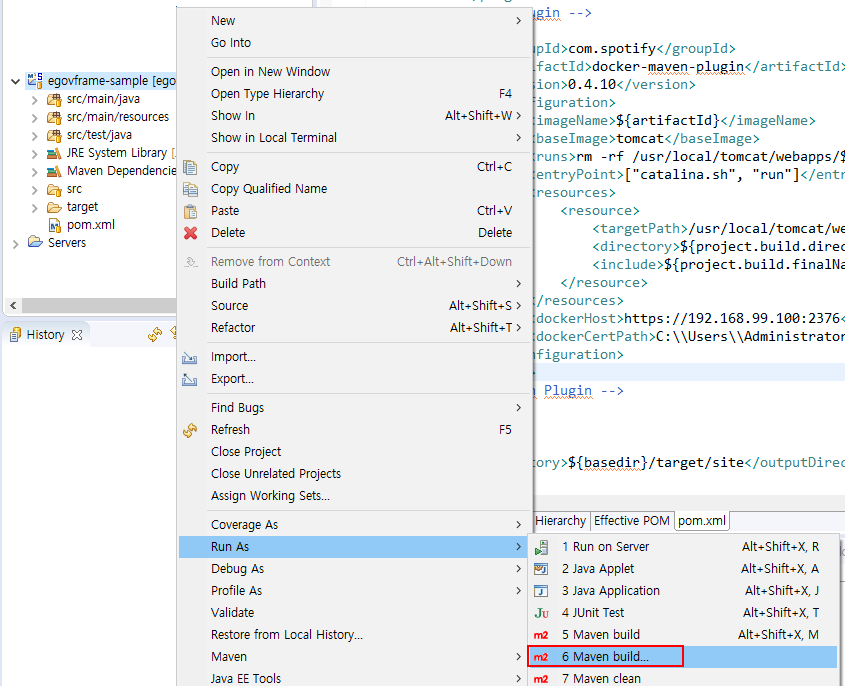 egovframe-sample [ego
src/main/java
src/main/resources
src/test/java
JRE System Library [
Maven Dependencie
src
target
pom.xml
Servers
History
New
Go Into
Open in New Window
Open Type Hierarchy F4
Show In Alt+Shift+W
Show in Local Terminal
Copy Ctrl+C
Copy Qualified Name
Paste Ctrl+V
Delete Delete
Remove from Context Ctrl+Alt+Shift+Down
Build Path
Source Alt+Shift+S
Refactor Alt+Shift+T
Import...
Export...
Find Bugs
Refresh F5
Close Project
Close Unrelated Projects
Assign Working Sets...
Coverage As
Run As
Debug As
Profile As
Validate
Restore from Local History...
Maven
Java EE Tools
gin -->
upId>com.spotify</groupId>
ifactId>docker-maven-plugin</artifactId>
sion>0.4.10</version>
figuration>
<imageName>${artifactId}</imageName>
<baseImage>tomcat</baseImage>
<runs>rm -rf /usr/local/tomcat/webapps/$
<entryPoint>["catalina.sh", "run"]</entr
<resources>
<resource>
<targetPath>/usr/local/tomcat/we
<directory>${project.build.direc
<include>${project.build.finalNa
</resource>
</resources>
<dockerHost>https://192.168.99.100:2376<
<dockerCertPath>C:\\Users\\Administrator
figuration>
>
n Plugin -->
tory>${basedir}/target/site</outputDirec
Hierarchy Effective POM pom.xml
1 Run on Server Alt+Shift+X, R
2 Java Applet Alt+Shift+X, A
3 Java Application Alt+Shift+X, J
4 JUnit Test Alt+Shift+X, T
m2 5 Maven build Alt+Shift+X, M
m2 6 Maven build...
m2 7 Maven clean